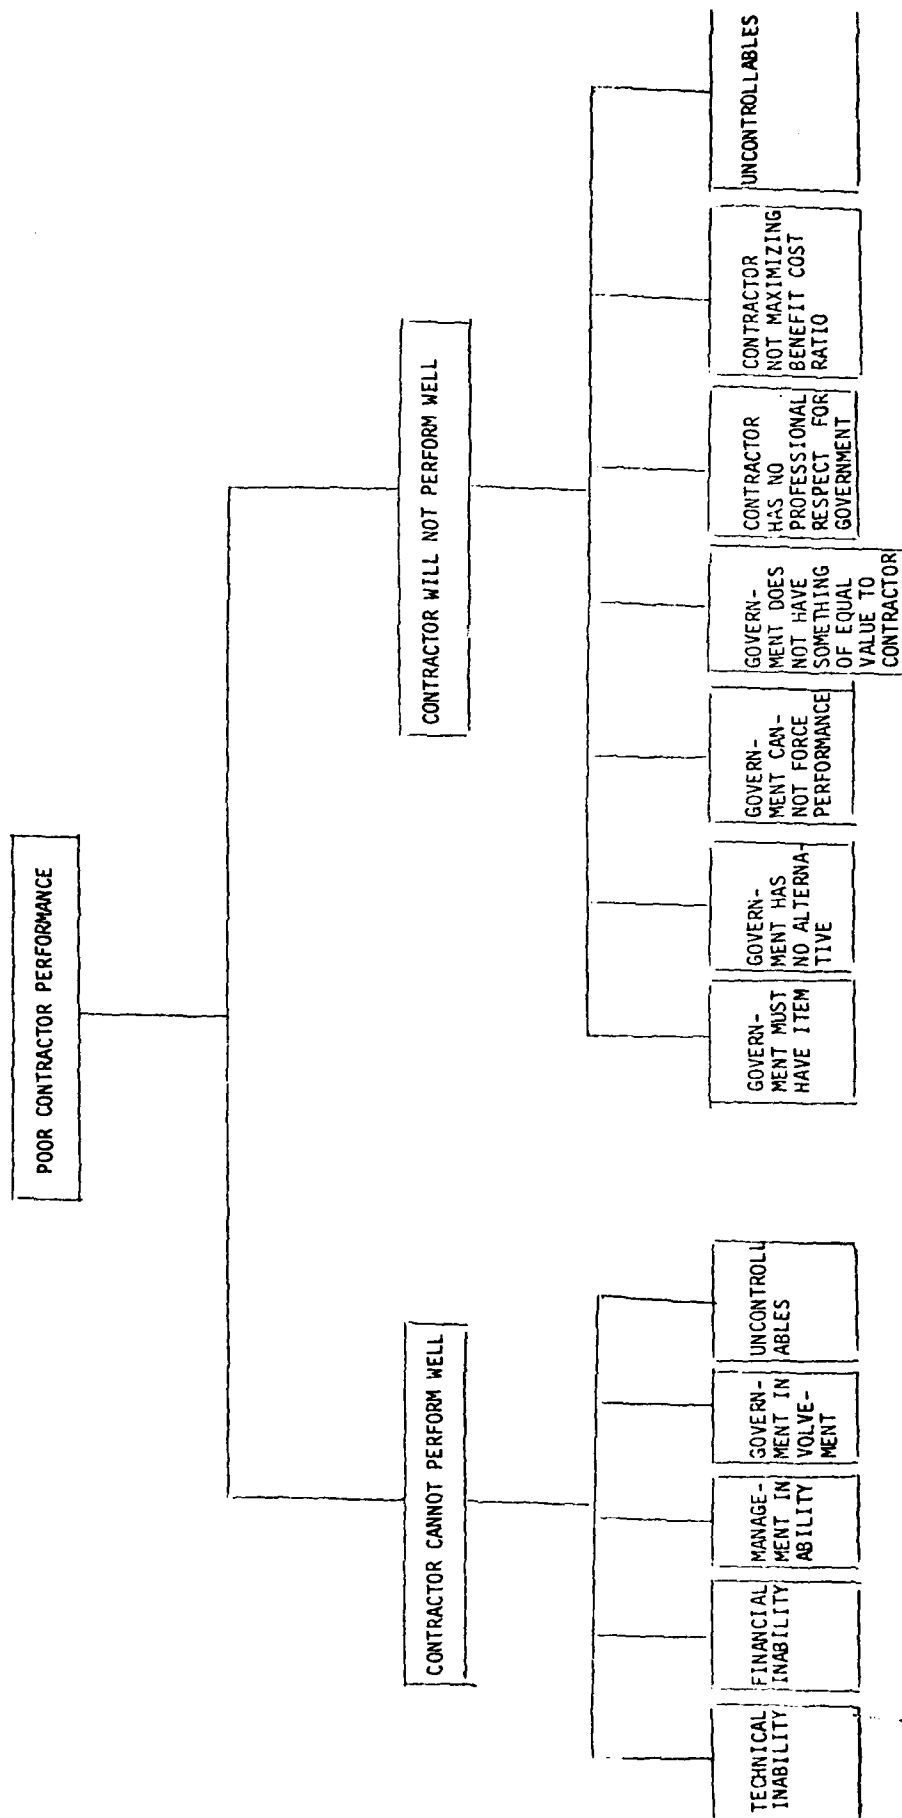 POOR CONTRACTOR PERFORMANCE
CONTRACTOR CANNOT PERFORM WELL
CONTRACTOR WILL NOT PERFORM WELL
TECHNICAL
INABILITY
FINANCIAL
INABILITY
MANAGE-
MENT IN
ABILITY
GOVERN-
MENT IN
VOLVE-
MENT
UNCONTROLL
ABLES
GOVERN-
MENT MUST
HAVE ITEM
GOVERN-
MENT HAS
NO ALTERNA-
TIVE
GOVERN-
MENT CAN-
NOT FORCE
PERFORMANCE
GOVERN-
MENT DOES
NOT HAVE
SOMETHING
OF EQUAL
VALUE TO
CONTRACTOR
CONTRACTOR
HAS NO
PROFESSIONAL
RESPECT FOR
GOVERNMENT
CONTRACTOR
NOT MAXIMIZING
BENEFIT COST
RATIO
UNCONTROLLABLES